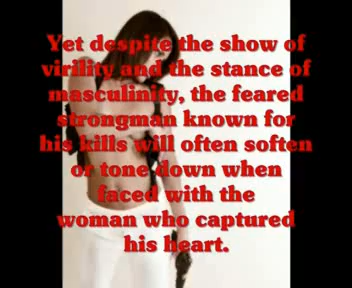 Yet despite the show of
virility and the stance of
masculinity, the feared
strongman known for
his kills will often soften
or tone down when
faced with the
woman who captured
his heart.